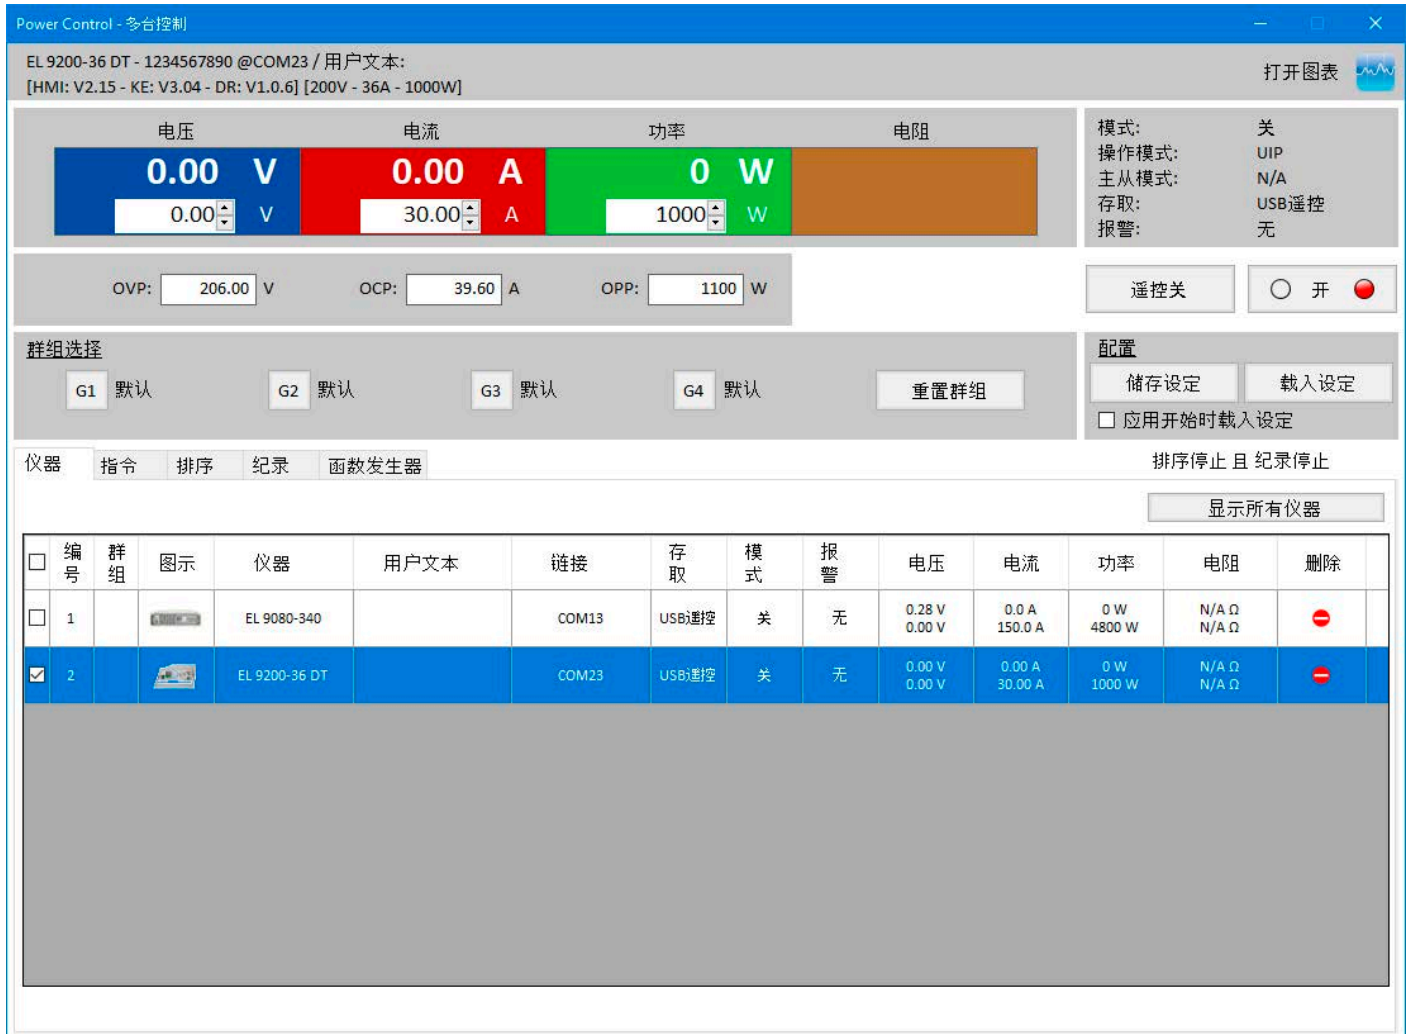 Power Control - 多台控制
EL 9200-36 DT - 1234567890 @COM23 / 用户文本:
[HMI: V2.15 - KE: V3.04 - DR: V1.0.6] [200V - 36A - 1000W]
打开图表
电压 电流 功率 电阻
0.00 V 0.00 A 0 W
0.00 V 30.00 A 1000 W
模式: 关
操作模式: UIP
主从模式: N/A
存取: USB遥控
报警: 无
OVP: 206.00 V OCP: 39.60 A OPP: 1100 W
遥控关 开
群组选择
G1 默认 G2 默认 G3 默认 G4 默认 重置群组
配置
储存设定 载入设定
应用开始时载入设定
仪器 指令 排序 纪录 函数发生器
排序停止 且 纪录停止
显示所有仪器
编号 群组 图示 仪器 用户文本 链接 存取 模式 报警 电压 电流 功率 电阻 删除
1 EL 9080-340 COM13 USB遥控 关 无 0.28 V 0.0 A 0 W N/A Ω
0.00 V 150.0 A 4800 W N/A Ω
2 EL 9200-36 DT COM23 USB遥控 关 无 0.00 V 0.00 A 0 W N/A Ω
0.00 V 30.00 A 1000 W N/A Ω